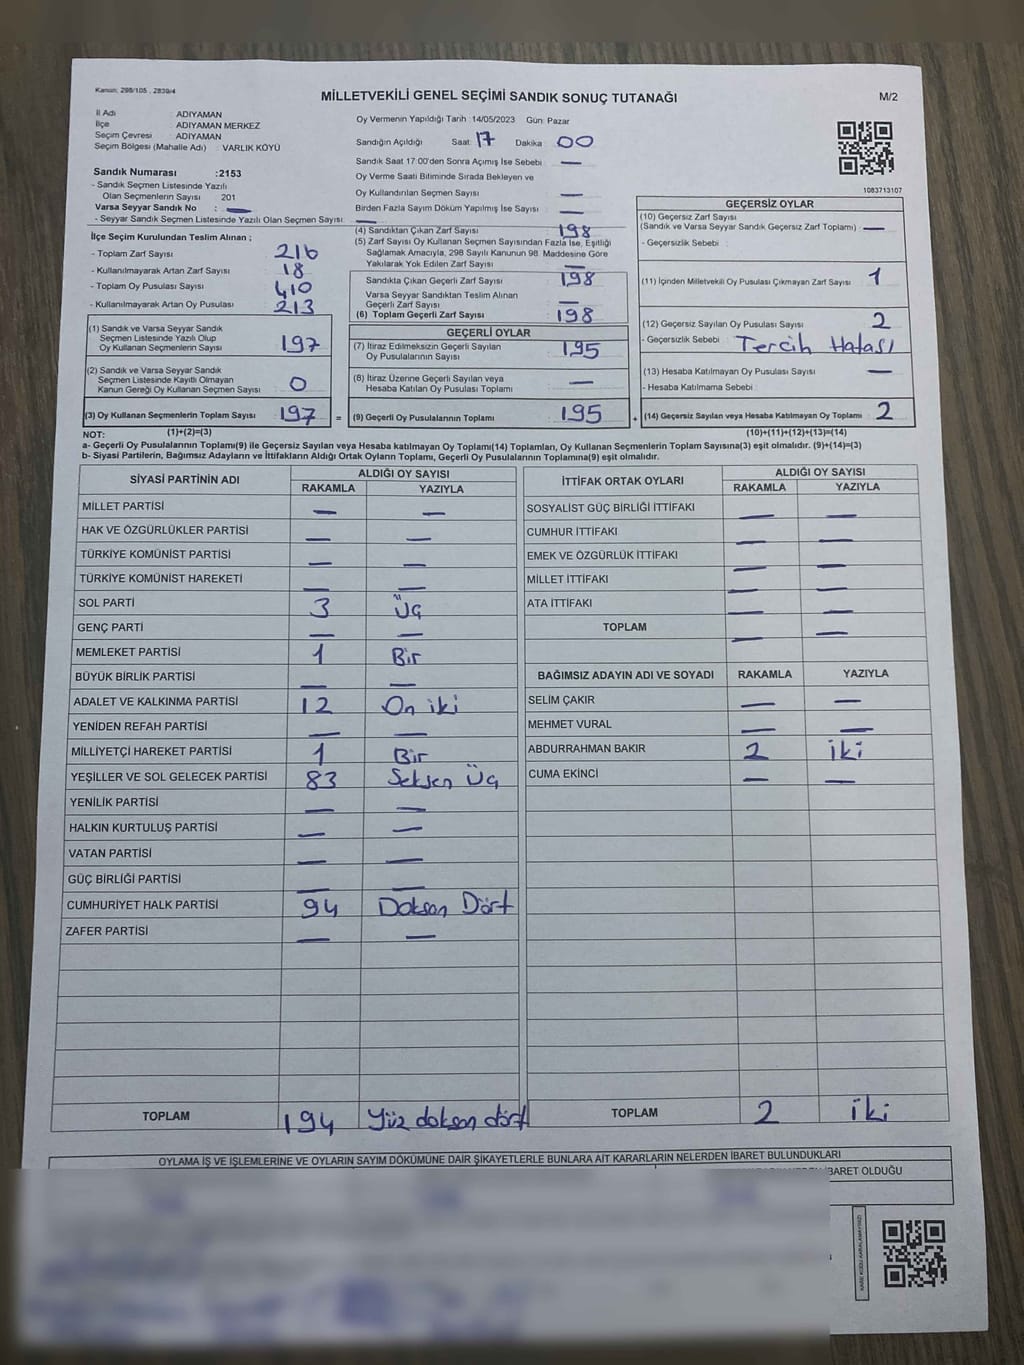 Kanun: 298/105 , 2839/4
MİLLETVEKİLİ GENEL SEÇİMİ SANDIK SONUÇ TUTANAĞI
M/2
İl Adı : ADIYAMAN
İlçe : ADIYAMAN MERKEZ
Seçim Çevresi : ADIYAMAN
Seçim Bölgesi (Mahalle Adı) : VARLIK KÖYÜ
Sandık Numarası :2153
- Sandık Seçmen Listesinde Yazılı
Olan Seçmenlerin Sayısı : 201
Varsa Seyyar Sandık No : —
- Seyyar Sandık Seçmen Listesinde Yazılı Olan Seçmen Sayısı: —
Oy Vermenin Yapıldığı Tarih : 14/05/2023 Gün: Pazar
Sandığın Açıldığı Saat: 17 Dakika : 00
Sandık Saat 17:00'den Sonra Açımış İse Sebebi : —
Oy Verme Saati Bitiminde Sırada Bekleyen ve
Oy Kullandırılan Seçmen Sayısı : —
Birden Fazla Sayım Döküm Yapılmış İse Sayısı : —
1083713107
İlçe Seçim Kurulundan Teslim Alınan ;
- Toplam Zarf Sayısı : 216
- Kullanılmayarak Artan Zarf Sayısı : 18
- Toplam Oy Pusulası Sayısı : 410
- Kullanılmayarak Artan Oy Pusulası : 213
(1) Sandık ve Varsa Seyyar Sandık
Seçmen Listesinde Yazılı Olup
Oy Kullanan Seçmenlerin Sayısı : 197
(2) Sandık ve Varsa Seyyar Sandık
Seçmen Listesinde Kayıtlı Olmayan
Kanun Gereği Oy Kullanan Seçmen Sayısı : 0
(3) Oy Kullanan Seçmenlerin Toplam Sayısı : 197 =
(1)+(2)=(3)
(4) Sandıktan Çıkan Zarf Sayısı : 198
(5) Zarf Sayısı Oy Kullanan Seçmen Sayısından Fazla İse, Eşitliği
Sağlamak Amacıyla, 298 Sayılı Kanunun 98. Maddesine Göre
Yakılarak Yok Edilen Zarf Sayısı : —
Sandıkta Çıkan Geçerli Zarf Sayısı : 198
Varsa Seyyar Sandıktan Teslim Alınan
Geçerli Zarf Sayısı : —
(6) Toplam Geçerli Zarf Sayısı : 198
GEÇERLİ OYLAR
(7) İtiraz Edilmeksizin Geçerli Sayılan
Oy Pusulalarının Sayısı : 195
(8) İtiraz Üzerine Geçerli Sayılan veya
Hesaba Katılan Oy Pusulası Toplamı : —
(9) Geçerli Oy Pusulalarının Toplamı : 195 +
GEÇERSİZ OYLAR
(10) Geçersiz Zarf Sayısı
(Sandık ve Varsa Seyyar Sandık Geçersiz Zarf Toplamı) : —
- Geçersizlik Sebebi :
(11) İçinden Milletvekili Oy Pusulası Çıkmayan Zarf Sayısı : 1
(12) Geçersiz Sayılan Oy Pusulası Sayısı : 2
- Geçersizlik Sebebi : Tercih Hatası
(13) Hesaba Katılmayan Oy Pusulası Sayısı : —
- Hesaba Katılmama Sebebi :
(14) Geçersiz Sayılan veya Hesaba Katılmayan Oy Toplamı : 2
(10)+(11)+(12)+(13)=(14)
NOT:
a- Geçerli Oy Pusulalarının Toplamı(9) ile Geçersiz Sayılan veya Hesaba katılmayan Oy Toplamı(14) Toplamları, Oy Kullanan Seçmenlerin Toplam Sayısına(3) eşit olmalıdır. (9)+(14)=(3)
b- Siyasi Partilerin, Bağımsız Adayların ve İttifakların Aldığı Ortak Oyların Toplamı, Geçerli Oy Pusulalarının Toplamına(9) eşit olmalıdır.
SİYASİ PARTİNİN ADI ALDIĞI OY SAYISI
RAKAMLA YAZIYLA
MİLLET PARTİSİ — —
HAK VE ÖZGÜRLÜKLER PARTİSİ — —
TÜRKİYE KOMÜNİST PARTİSİ — —
TÜRKİYE KOMÜNİST HAREKETİ — —
SOL PARTİ 3 Üç
GENÇ PARTİ — —
MEMLEKET PARTİSİ 1 Bir
BÜYÜK BİRLİK PARTİSİ — —
ADALET VE KALKINMA PARTİSİ 12 On iki
YENİDEN REFAH PARTİSİ — —
MİLLİYETÇİ HAREKET PARTİSİ 1 Bir
YEŞİLLER VE SOL GELECEK PARTİSİ 83 Seksen Üç
YENİLİK PARTİSİ — —
HALKIN KURTULUŞ PARTİSİ — —
VATAN PARTİSİ — —
GÜÇ BİRLİĞİ PARTİSİ — —
CUMHURİYET HALK PARTİSİ 94 Doksan Dört
ZAFER PARTİSİ — —
TOPLAM 194 Yüz doksan dört
İTTİFAK ORTAK OYLARI ALDIĞI OY SAYISI
RAKAMLA YAZIYLA
SOSYALİST GÜÇ BİRLİĞİ İTTİFAKI — —
CUMHUR İTTİFAKI — —
EMEK VE ÖZGÜRLÜK İTTİFAKI — —
MİLLET İTTİFAKI — —
ATA İTTİFAKI — —
TOPLAM — —
BAĞIMSIZ ADAYIN ADI VE SOYADI RAKAMLA YAZIYLA
SELİM ÇAKIR — —
MEHMET VURAL — —
ABDURRAHMAN BAKIR 2 iki
CUMA EKİNCİ — —
TOPLAM 2 iki
OYLAMA İŞ VE İŞLEMLERİNE VE OYLARIN SAYIM DÖKÜMÜNE DAİR ŞİKAYETLERLE BUNLARA AİT KARARLARIN NELERDEN İBARET BULUNDUKLARI
İBARET OLDUĞU